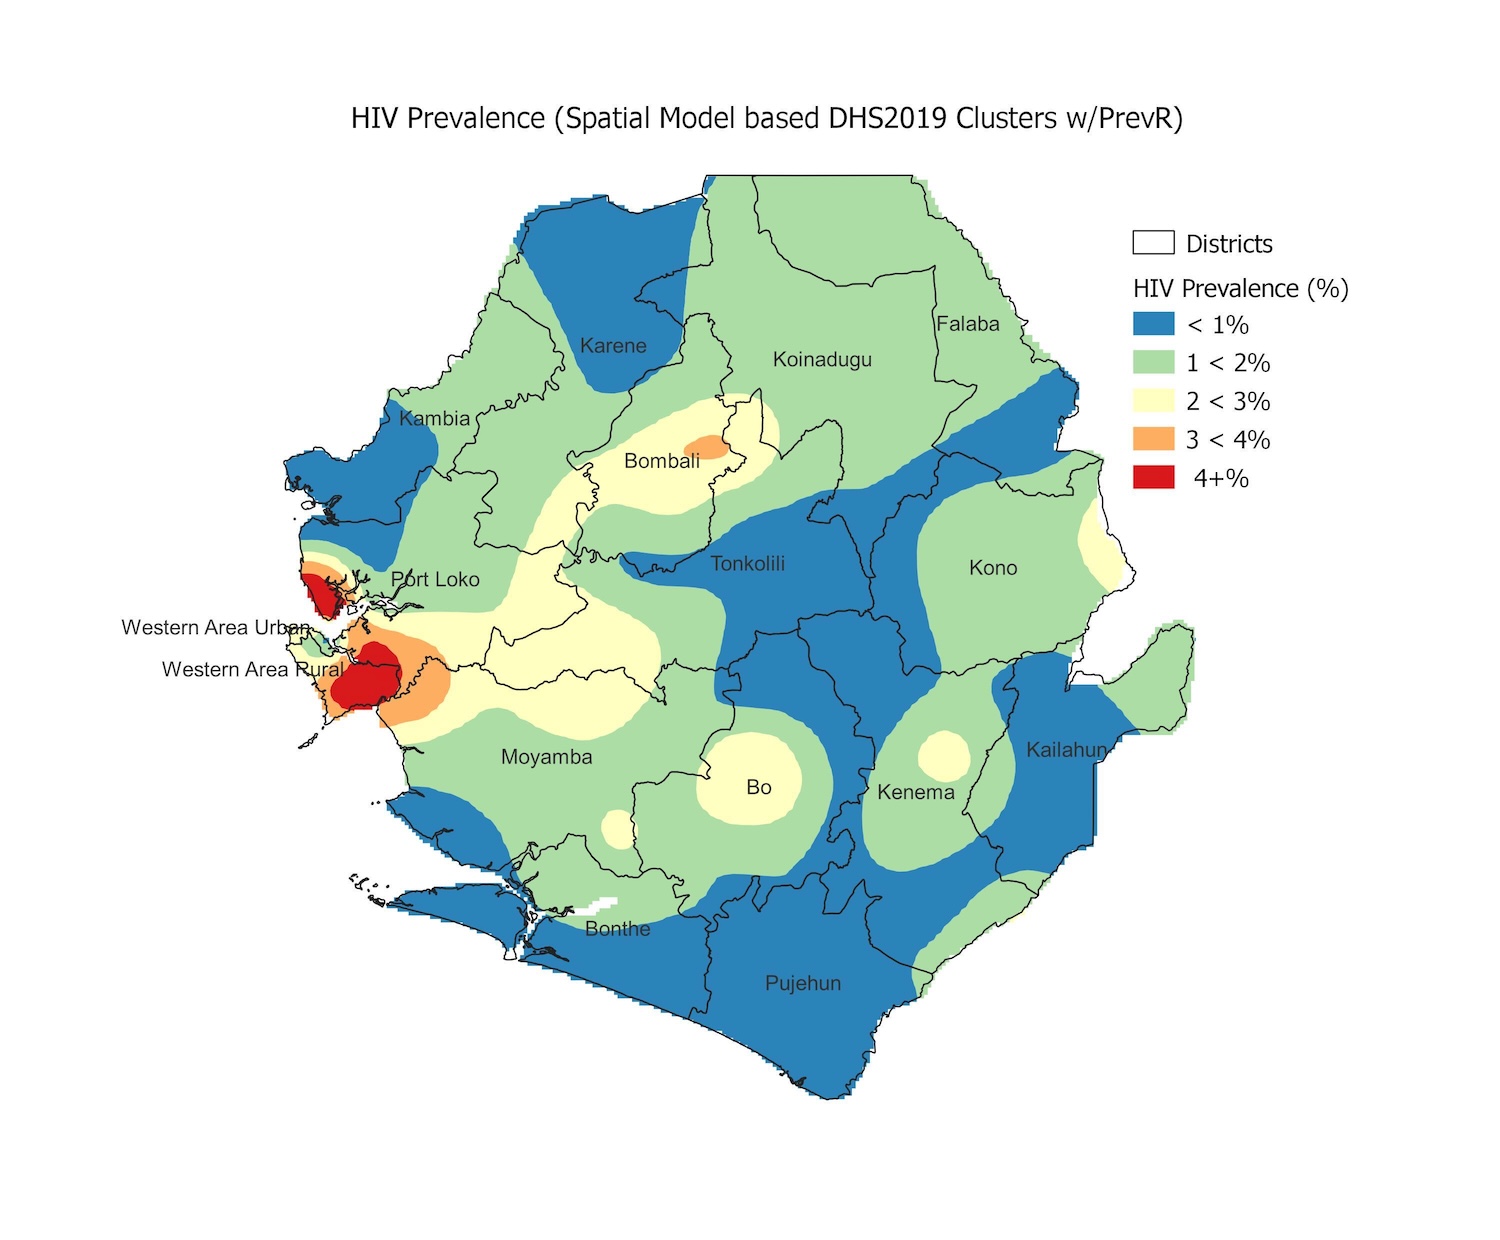 HIV Prevalence (Spatial Model based DHS2019 Clusters w/PrevR)
Districts
HIV Prevalence (%)
< 1%
1 < 2%
2 < 3%
3 < 4%
4+%
Falaba
Karene
Koinadugu
Kambia
Bombali
Tonkolili
Kono
Port Loko
Western Area Urban
Western Area Rural
Kailahun
Moyamba
Bo
Kenema
Bonthe
Pujehun